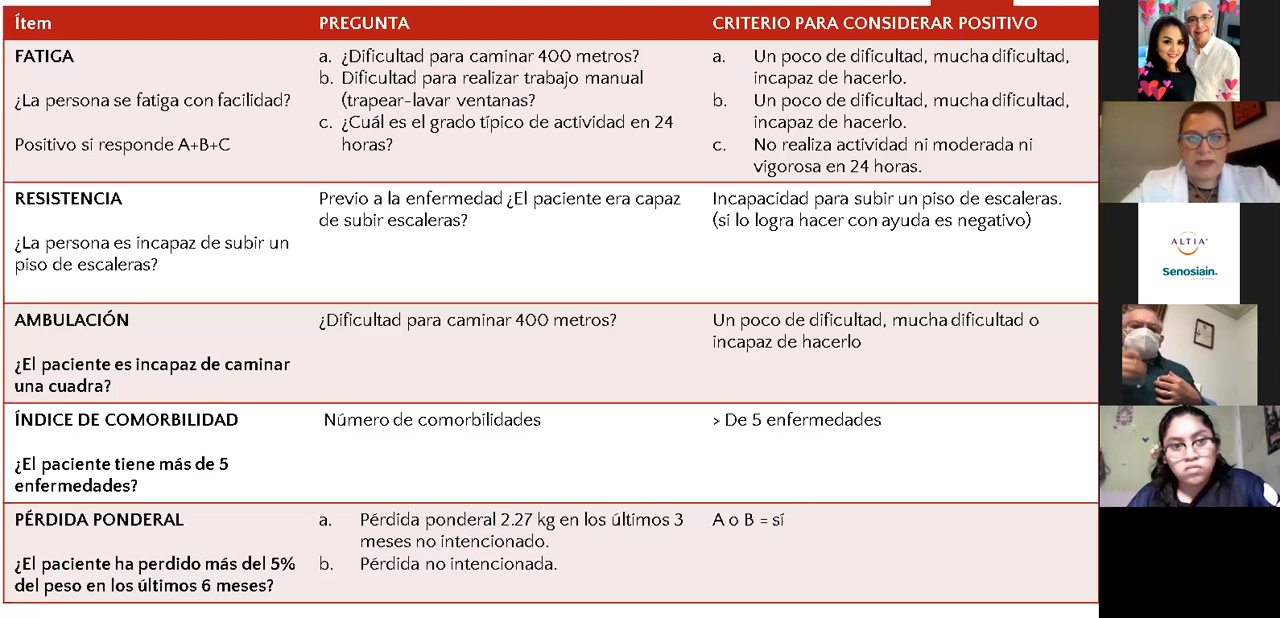 Ítem
PREGUNTA
CRITERIO PARA CONSIDERAR POSITIVO
FATIGA
¿La persona se fatiga con facilidad?
Positivo si responde A+B+C
a. ¿Dificultad para caminar 400 metros?
b. Dificultad para realizar trabajo manual
(trapear-lavar ventanas?
c. ¿Cuál es el grado típico de actividad en 24
horas?
a. Un poco de dificultad, mucha dificultad,
incapaz de hacerlo.
b. Un poco de dificultad, mucha dificultad,
incapaz de hacerlo.
c. No realiza actividad ni moderada ni
vigorosa en 24 horas.
RESISTENCIA
¿La persona es incapaz de subir un
piso de escaleras?
Previo a la enfermedad ¿El paciente era capaz
de subir escaleras?
Incapacidad para subir un piso de escaleras.
(si lo logra hacer con ayuda es negativo)
AMBULACIÓN
¿El paciente es incapaz de caminar
una cuadra?
¿Dificultad para caminar 400 metros?
Un poco de dificultad, mucha dificultad o
incapaz de hacerlo
ÍNDICE DE COMORBILIDAD
¿El paciente tiene más de 5
enfermedades?
Número de comorbilidades
> De 5 enfermedades
PÉRDIDA PONDERAL
¿El paciente ha perdido más del 5%
del peso en los últimos 6 meses?
a. Pérdida ponderal 2.27 kg en los últimos 3
meses no intencionado.
b. Pérdida no intencionada.
A o B = sí
ALTIA
Senosiain